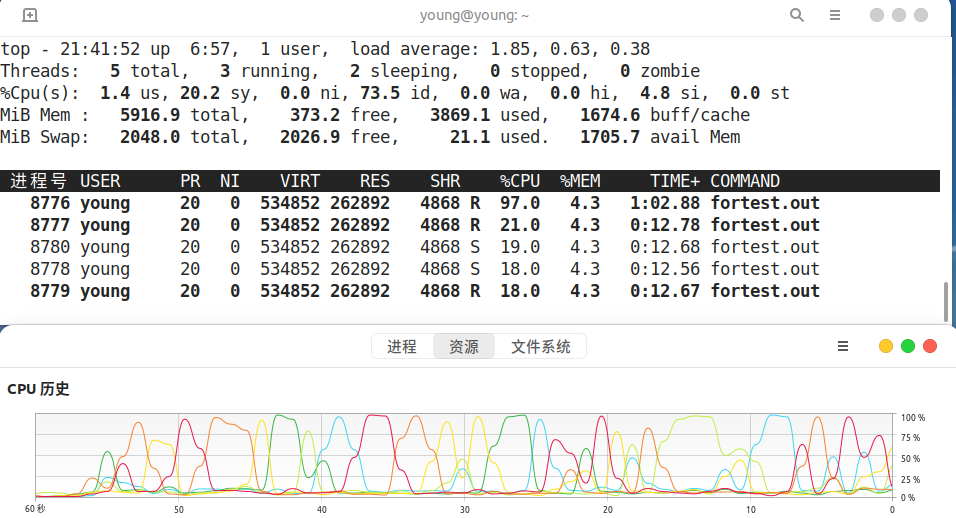 young@young: ~
top - 21:41:52 up  6:57,  1 user,  load average: 1.85, 0.63, 0.38
Threads:   5 total,   3 running,   2 sleeping,   0 stopped,   0 zombie
%Cpu(s):  1.4 us, 20.2 sy,  0.0 ni, 73.5 id,  0.0 wa,  0.0 hi,  4.8 si,  0.0 st
MiB Mem :   5916.9 total,    373.2 free,   3869.1 used,   1674.6 buff/cache
MiB Swap:   2048.0 total,   2026.9 free,     21.1 used.   1705.7 avail Mem
进程号 USER      PR  NI    VIRT    RES    SHR   %CPU  %MEM     TIME+ COMMAND
8776 young     20   0  534852 262892   4868 R  97.0   4.3   1:02.88 fortest.out
8777 young     20   0  534852 262892   4868 R  21.0   4.3   0:12.78 fortest.out
8780 young     20   0  534852 262892   4868 S  19.0   4.3   0:12.68 fortest.out
8778 young     20   0  534852 262892   4868 S  18.0   4.3   0:12.56 fortest.out
8779 young     20   0  534852 262892   4868 R  18.0   4.3   0:12.67 fortest.out
进程 资源 文件系统
CPU 历史
100 %
75 %
50 %
25 %
0 %
60 秒 50 40 30 20 10 0